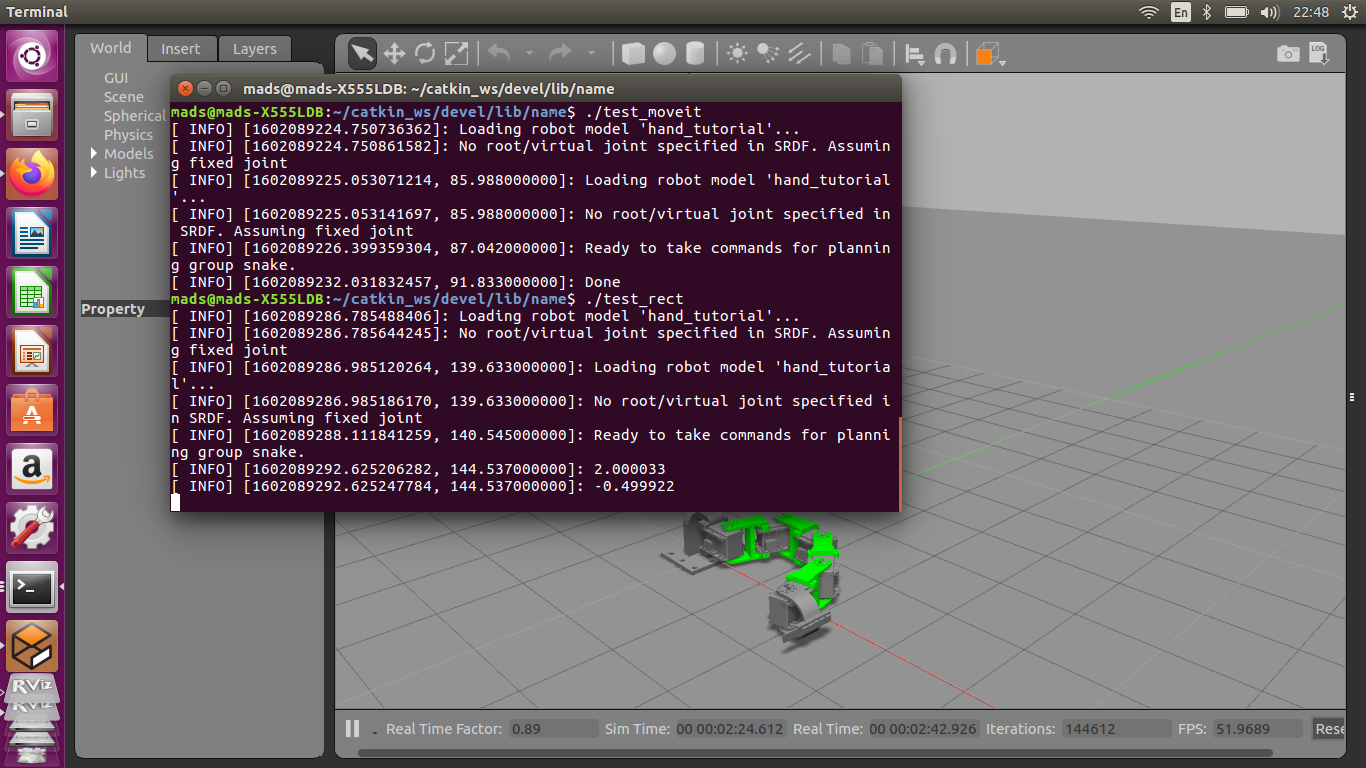 Terminal
En
22:48
World
Insert
Layers
LOG
GUI
Scene
Spherical
Physics
Models
Lights
Property
mads@mads-X555LDB: ~/catkin_ws/devel/lib/name
mads@mads-X555LDB:~/catkin_ws/devel/lib/name$ ./test_moveit
[ INFO] [1602089224.750736362]: Loading robot model 'hand_tutorial'...
[ INFO] [1602089224.750861582]: No root/virtual joint specified in SRDF. Assumin
g fixed joint
[ INFO] [1602089225.053071214, 85.988000000]: Loading robot model 'hand_tutorial
'...
[ INFO] [1602089225.053141697, 85.988000000]: No root/virtual joint specified in
 SRDF. Assuming fixed joint
[ INFO] [1602089226.399359304, 87.042000000]: Ready to take commands for plannin
g group snake.
[ INFO] [1602089232.031832457, 91.833000000]: Done
mads@mads-X555LDB:~/catkin_ws/devel/lib/name$ ./test_rect
[ INFO] [1602089286.785488406]: Loading robot model 'hand_tutorial'...
[ INFO] [1602089286.785644245]: No root/virtual joint specified in SRDF. Assumin
g fixed joint
[ INFO] [1602089286.985120264, 139.633000000]: Loading robot model 'hand_tutoria
l'...
[ INFO] [1602089286.985186170, 139.633000000]: No root/virtual joint specified i
n SRDF. Assuming fixed joint
[ INFO] [1602089288.111841259, 140.545000000]: Ready to take commands for planni
ng group snake.
[ INFO] [1602089292.625206282, 144.537000000]: 2.000033
[ INFO] [1602089292.625247784, 144.537000000]: -0.499922
RViz
RViz
Real Time Factor: 0.89 Sim Time: 00 00:02:24.612 Real Time: 00 00:02:42.926 Iterations: 144612 FPS: 51.9689 Rese